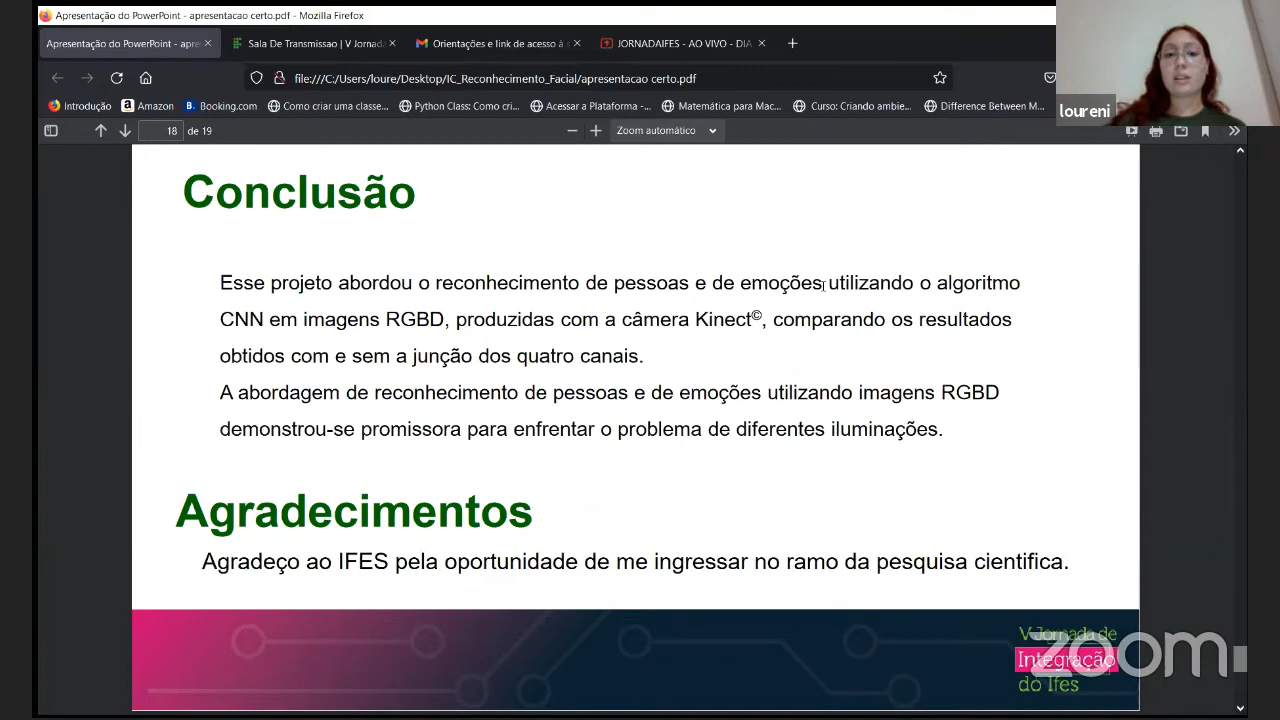 Apresentação do PowerPoint - apresentacao certo.pdf - Mozilla Firefox
Apresentação do PowerPoint - apre
Sala De Transmissao | V Jornad
Orientações e link de acesso à s
JORNADAIFES - AO VIVO - DIA
file:///C:/Users/loure/Desktop/IC_Reconhecimento_Facial/apresentacao certo.pdf
Introdução
Amazon
Booking.com
Como criar uma classe...
Python Class: Como cri...
Acessar a Plataforma -...
Matemática para Mac...
Curso: Criando ambie...
Difference Between M...
loureni
18 de 19
Zoom automático
Conclusão
Esse projeto abordou o reconhecimento de pessoas e de emoções utilizando o algoritmo
CNN em imagens RGBD, produzidas com a câmera Kinect©, comparando os resultados
obtidos com e sem a junção dos quatro canais.
A abordagem de reconhecimento de pessoas e de emoções utilizando imagens RGBD
demonstrou-se promissora para enfrentar o problema de diferentes iluminações.
Agradecimentos
Agradeço ao IFES pela oportunidade de me ingressar no ramo da pesquisa cientifica.
V Jornada de
Integração
do Ifes
zoom